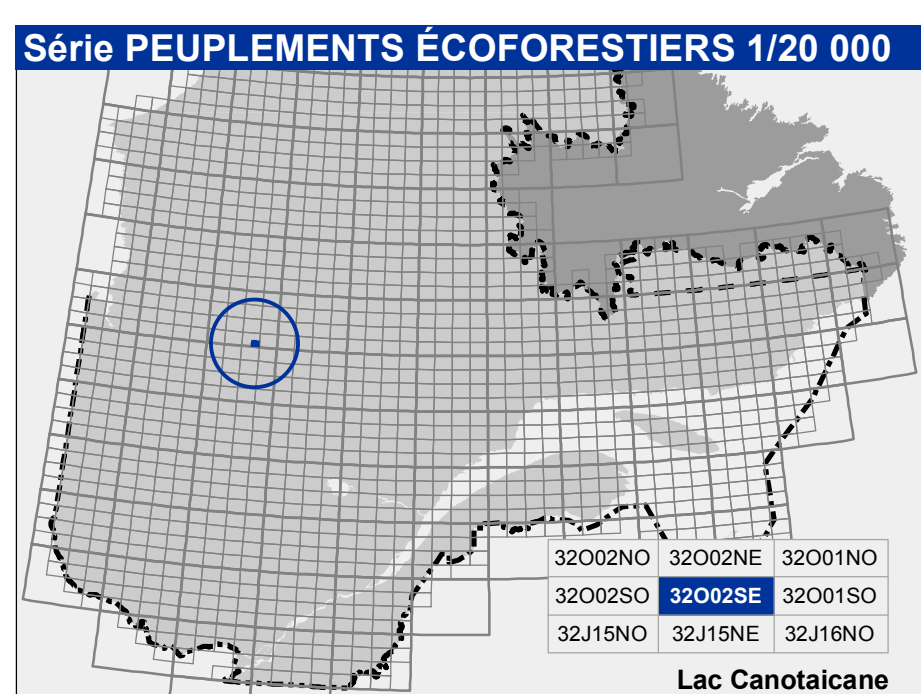 Série PEUPLEMENTS ÉCOFORESTIERS 1/20 000
32O02NO 32O02NE 32O01NO
32O02SO 32O02SE 32O01SO
32J15NO 32J15NE 32J16NO
Lac Canotaicane